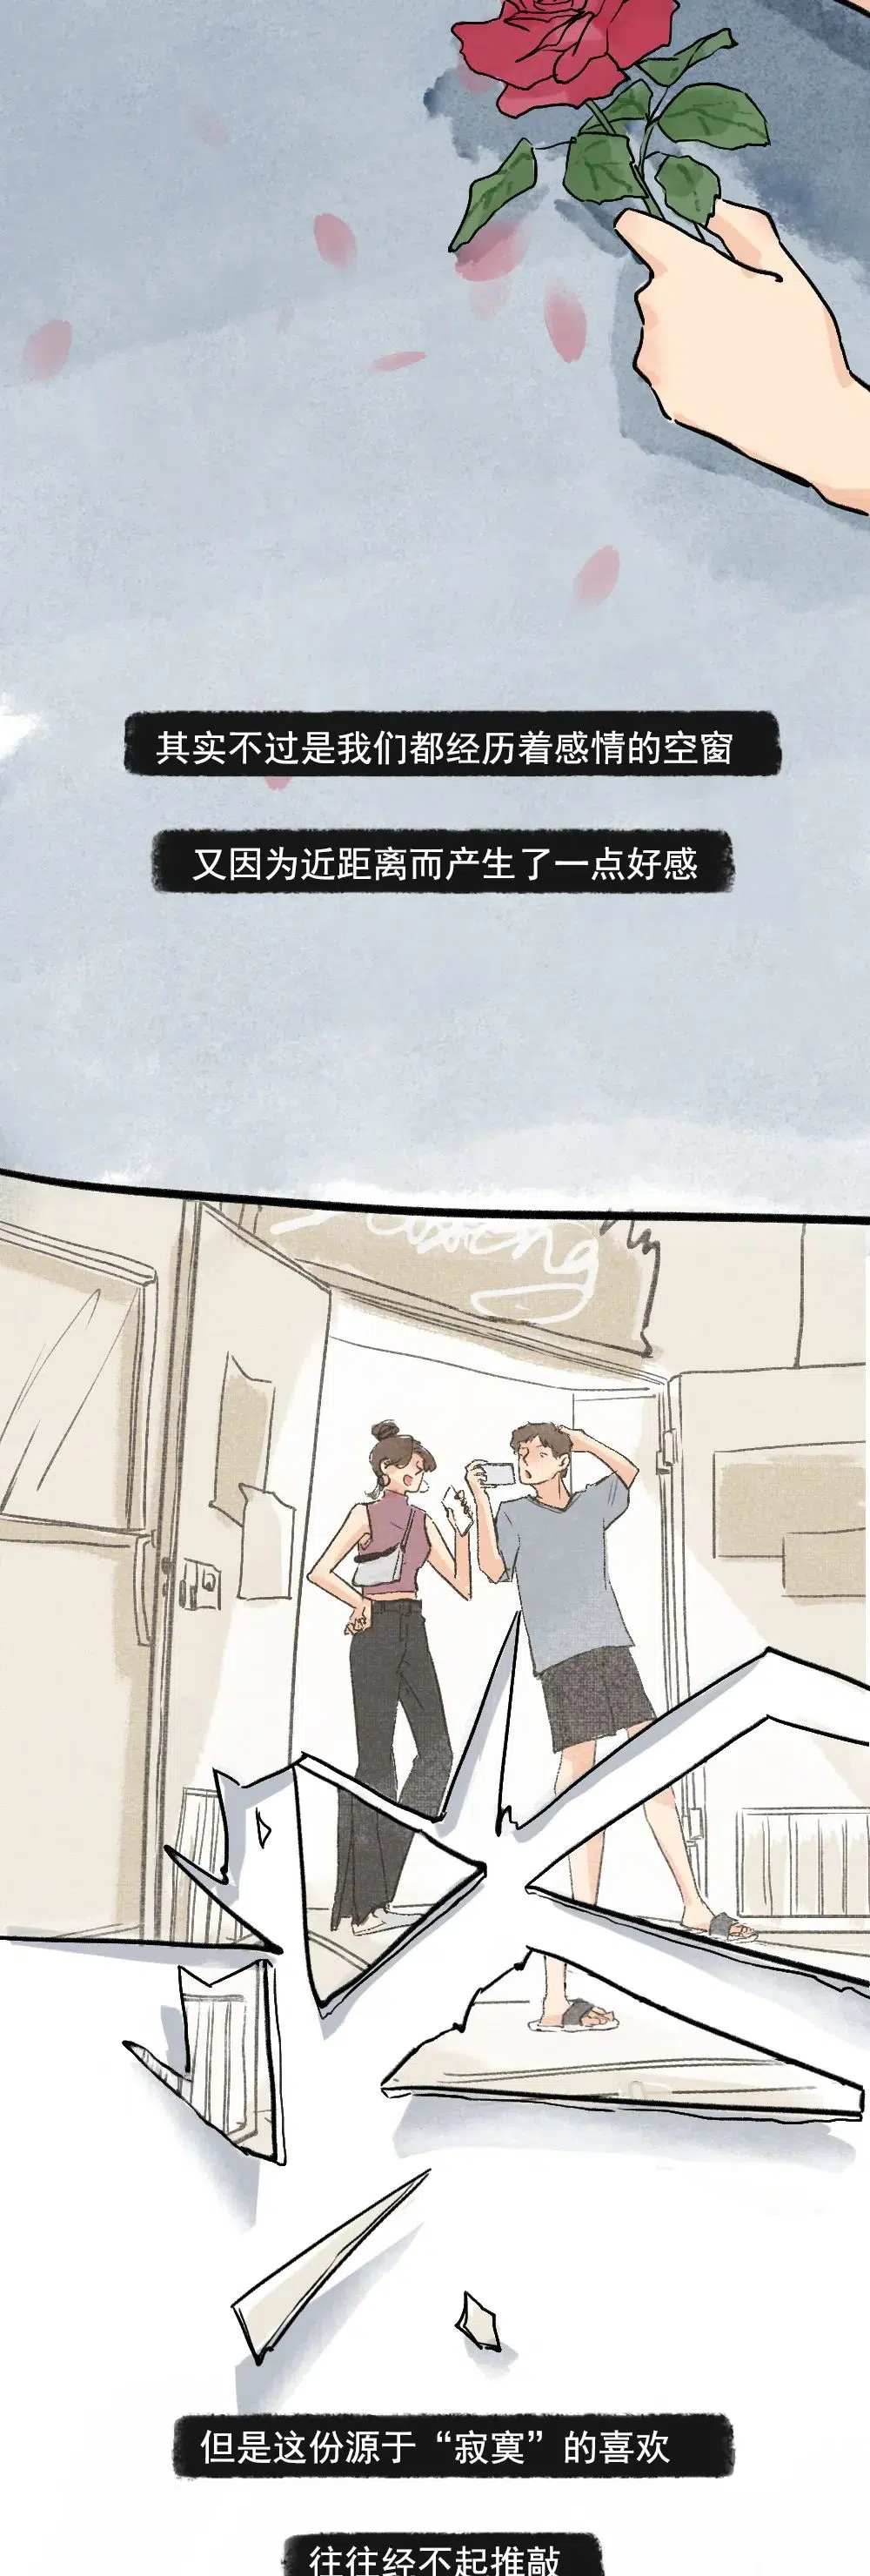 其实不过是我们都经历着感情的空窗
又因为近距离而产生了一点好感
但是这份源于“寂寞”的喜欢
往往经不起推敲